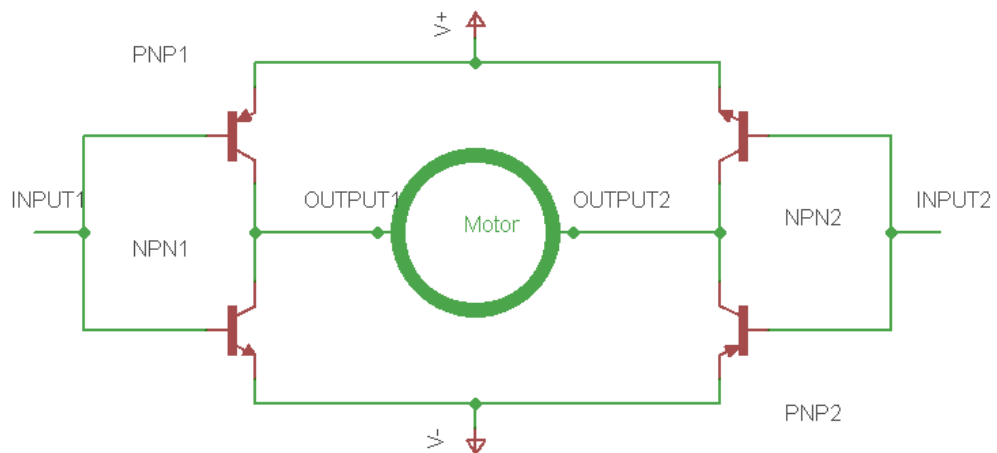 V+
PNP1
INPUT1
OUTPUT1
Motor
OUTPUT2
INPUT2
NPN1
NPN2
PNP2
V-